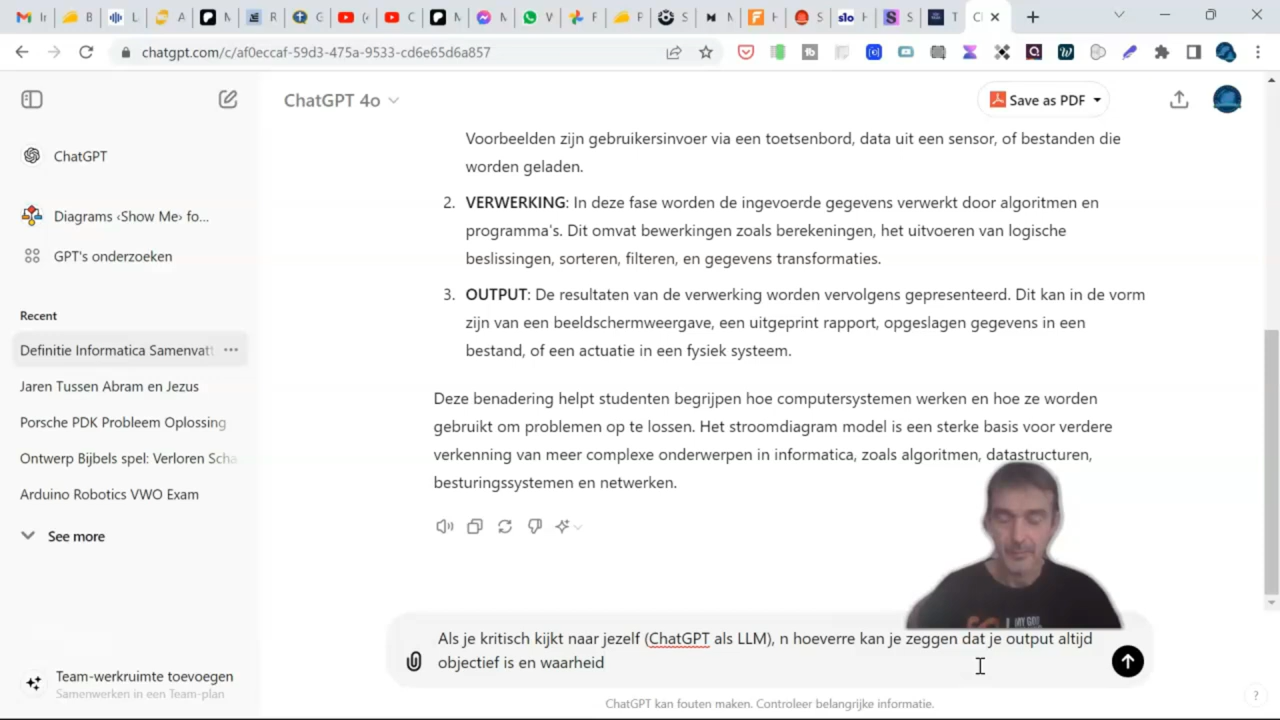 chatgpt.com/c/af0eccaf-59d3-475a-9533-cd6e65d6a857
ChatGPT 4o
Save as PDF
ChatGPT
Diagrams ‹Show Me› fo...
GPT's onderzoeken
Recent
Definitie Informatica Samenvatt
Jaren Tussen Abram en Jezus
Porsche PDK Probleem Oplossing
Ontwerp Bijbels spel: Verloren Scha
Arduino Robotics VWO Exam
See more
Team-werkruimte toevoegen
Samenwerken in een Team-plan
Voorbeelden zijn gebruikersinvoer via een toetsenbord, data uit een sensor, of bestanden die
worden geladen.
2. VERWERKING: In deze fase worden de ingevoerde gegevens verwerkt door algoritmen en
programma's. Dit omvat bewerkingen zoals berekeningen, het uitvoeren van logische
beslissingen, sorteren, filteren, en gegevens transformaties.
3. OUTPUT: De resultaten van de verwerking worden vervolgens gepresenteerd. Dit kan in de vorm
zijn van een beeldschermweergave, een uitgeprint rapport, opgeslagen gegevens in een
bestand, of een actuatie in een fysiek systeem.
Deze benadering helpt studenten begrijpen hoe computersystemen werken en hoe ze worden
gebruikt om problemen op te lossen. Het stroomdiagram model is een sterke basis voor verdere
verkenning van meer complexe onderwerpen in informatica, zoals algoritmen, datastructuren,
besturingssystemen en netwerken.
Als je kritisch kijkt naar jezelf (ChatGPT als LLM), n hoeverre kan je zeggen dat je output altijd
objectief is en waarheid
ChatGPT kan fouten maken. Controleer belangrijke informatie.
?